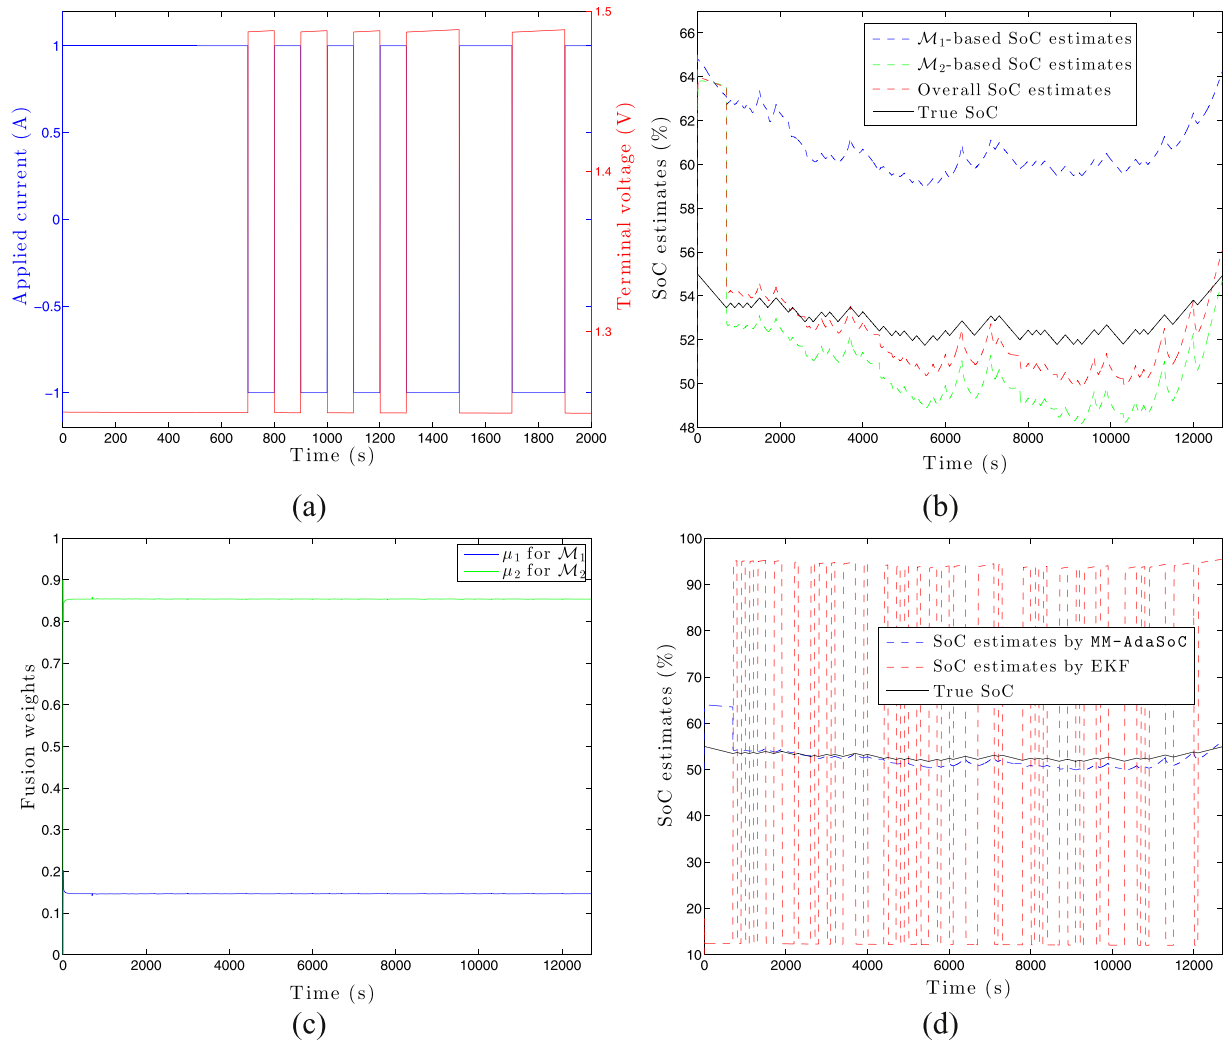 1.5
1
0.5
0
−0.5
−1
1.4
1.3
Applied current (A)
Terminal voltage (V)
0 200 400 600 800 1000 1200 1400 1600 1800 2000
Time (s)
(a)
66
64
62
60
58
56
54
52
50
48
SoC estimates (%)
ℳ1-based SoC estimates
ℳ2-based SoC estimates
Overall SoC estimates
True SoC
0 2000 4000 6000 8000 10000 12000
Time (s)
(b)
1
0.9
0.8
0.7
0.6
0.5
0.4
0.3
0.2
0.1
0
Fusion weights
μ1 for ℳ1
μ2 for ℳ2
0 2000 4000 6000 8000 10000 12000
Time (s)
(c)
100
90
80
70
60
50
40
30
20
10
SoC estimates (%)
SoC estimates by MM-AdaSoC
SoC estimates by EKF
True SoC
0 2000 4000 6000 8000 10000 12000
Time (s)
(d)